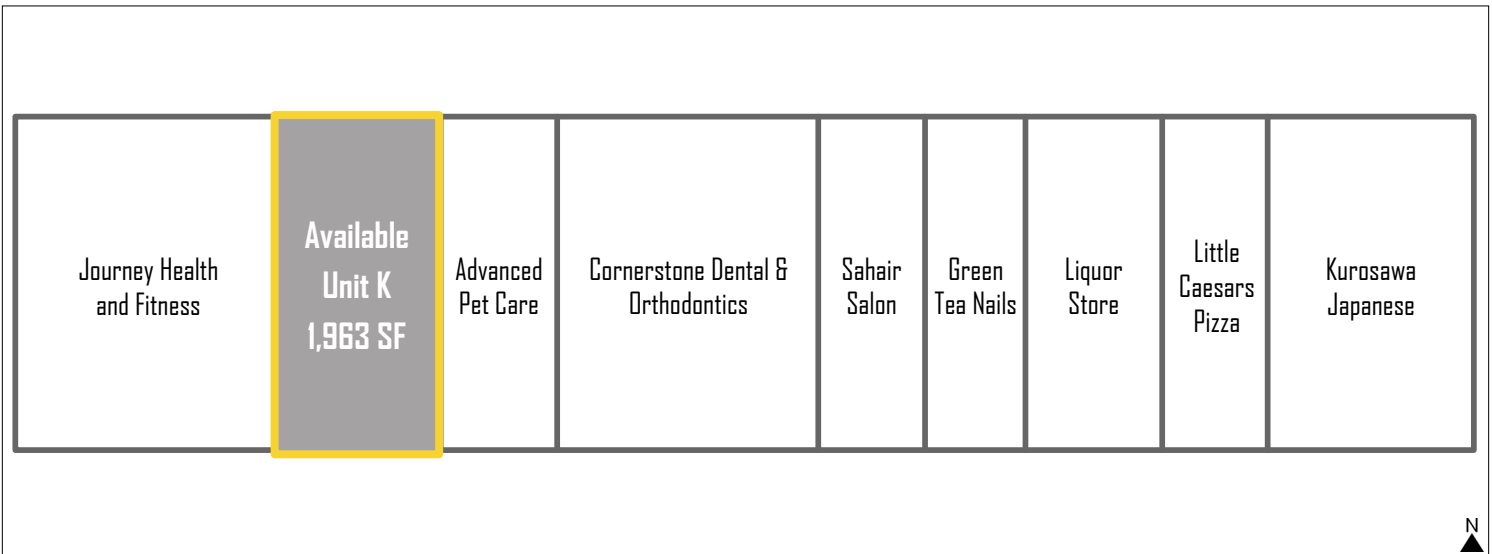 Journey Health
and Fitness
Available
Unit K
1,963 SF
Advanced
Pet Care
Cornerstone Dental &
Orthodontics
Sahair
Salon
Green
Tea Nails
Liquor
Store
Little
Caesars
Pizza
Kurosawa
Japanese
N